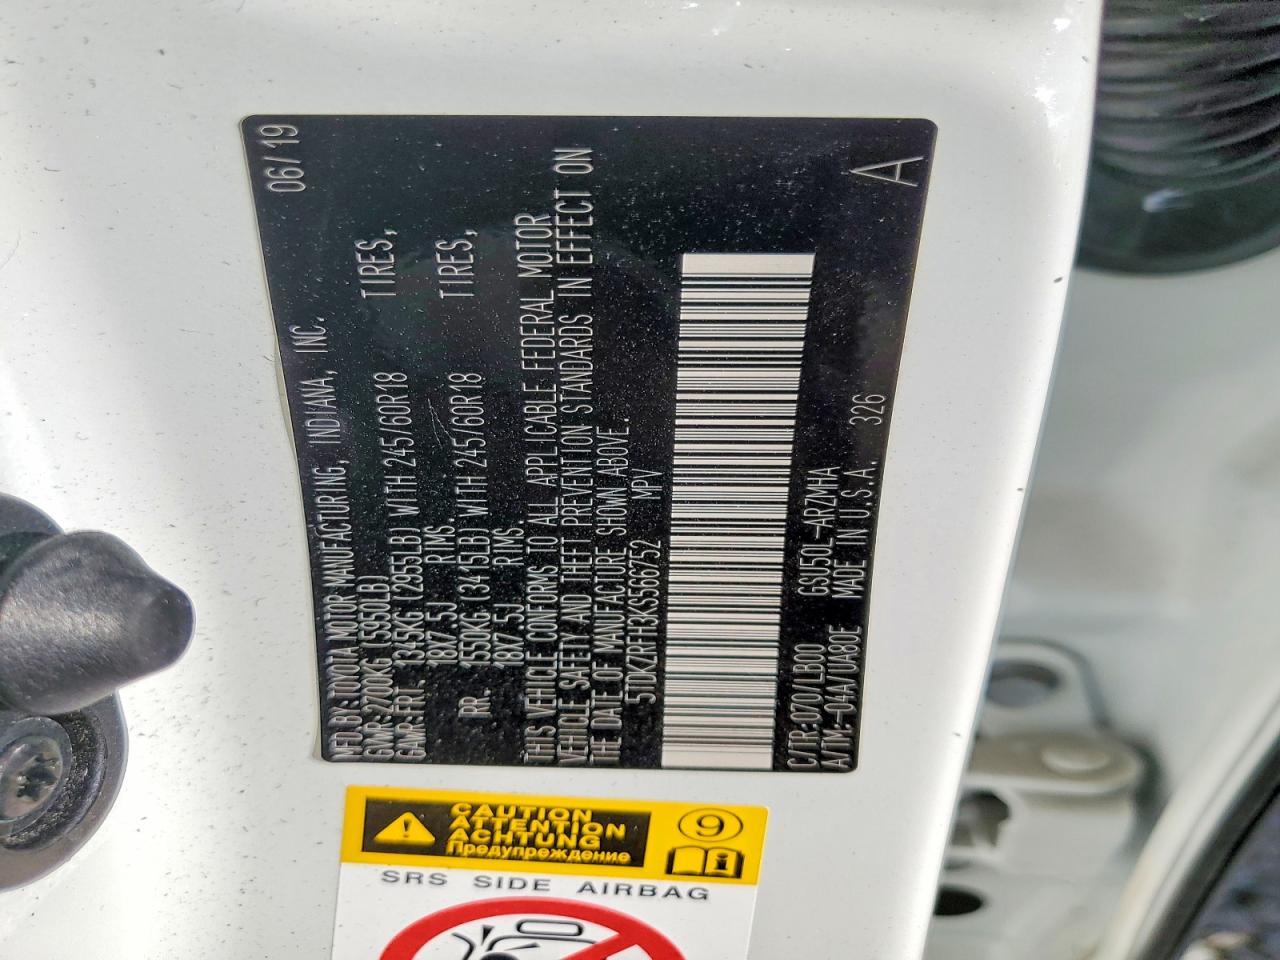 MFD.BY:TOYOTA MOTOR MANUFACTURING, INDIANA, INC. 06/19
GVWR:2700KG(5950LB)
GAWR:FRT 1345KG(2955LB) WITH 245/60R18 TIRES,
18X7.5J RIMS.
RR. 1550KG(3415LB) WITH 245/60R18 TIRES,
18X7.5J RIMS.
THIS VEHICLE CONFORMS TO ALL APPLICABLE FEDERAL MOTOR
VEHICLE SAFETY AND THEFT PREVENTION STANDARDS IN EFFECT ON
THE DATE OF MANUFACTURE SHOWN ABOVE.
5TDKZRFH3KS566752 MPV
C/TR:070/LB00 GSU50L-ARZMHA
A/TM:-04A/UA80E MADE IN U.S.A. 326 A
CAUTION
ATTENTION
ACHTUNG
Предупреждение
9
i
SRS SIDE AIRBAG